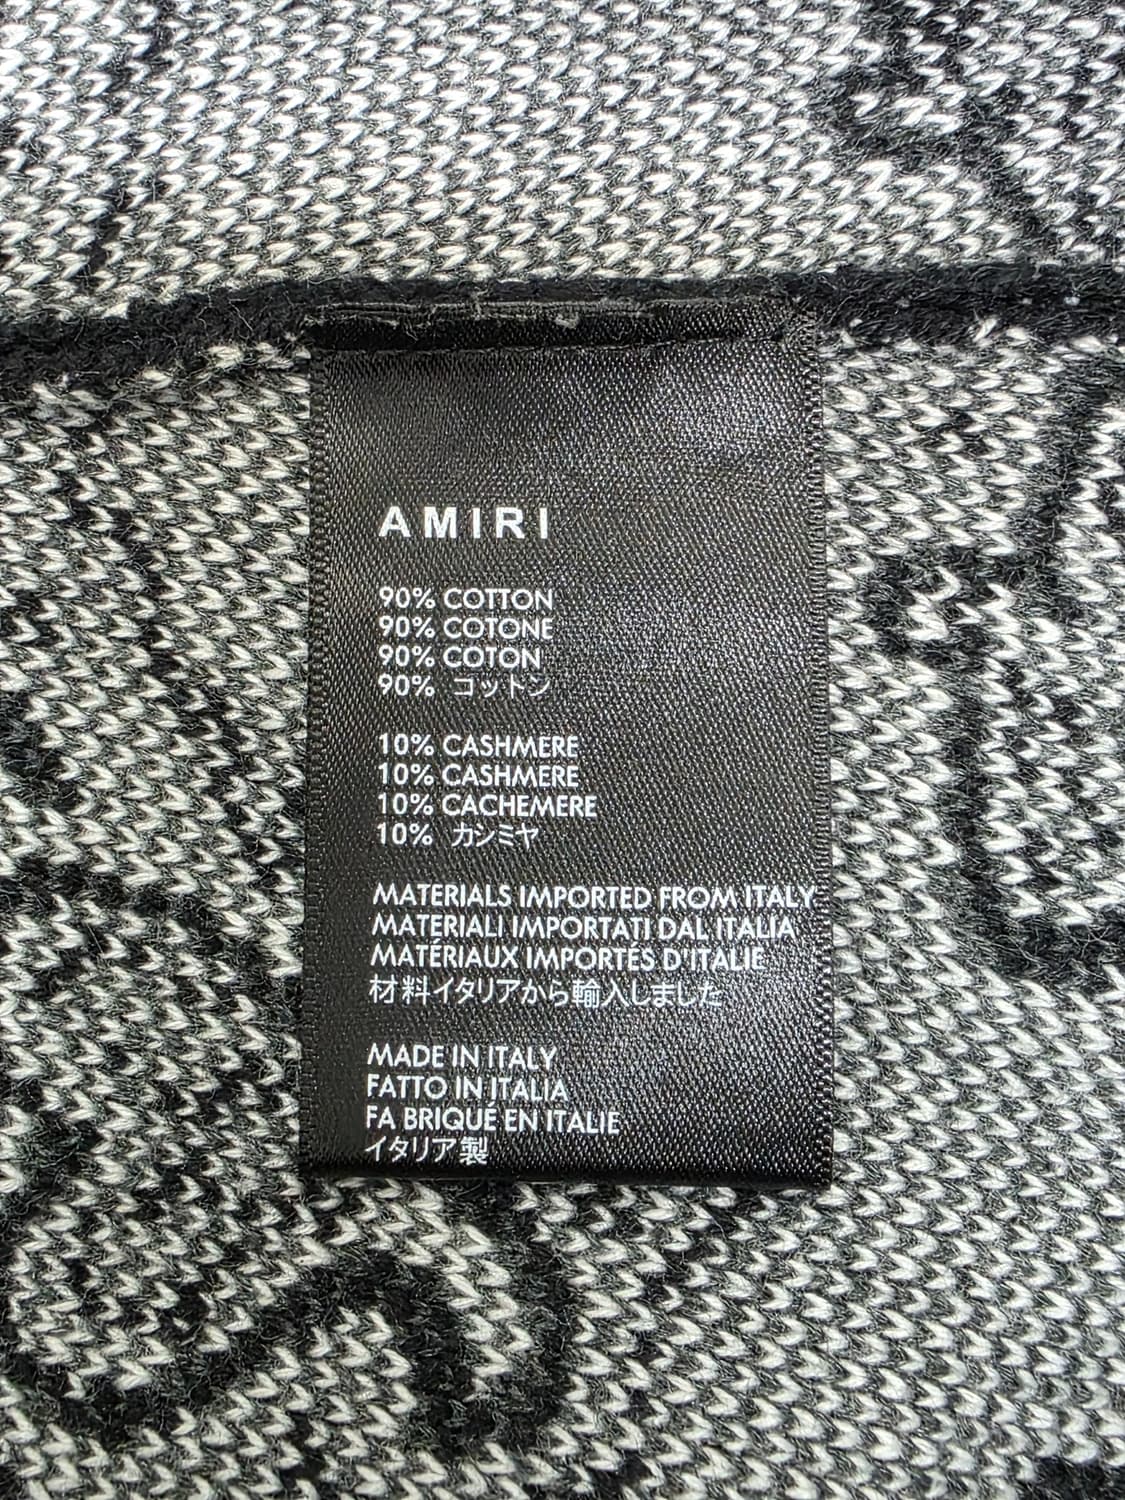 AMIRI
90% COTTON
90% COTONE
90% COTON
90% コットン
10% CASHMERE
10% CASHMERE
10% CACHEMERE
10% カシミヤ
MATERIALS IMPORTED FROM ITALY
MATERIALI IMPORTATI DAL'ITALIA
MATÉRIAUX IMPORTÉS D'ITALIE
材料イタリアから輸入しました
MADE IN ITALY
FATTO IN ITALIA
FA BRIQUÉ EN ITALIE
イタリア製